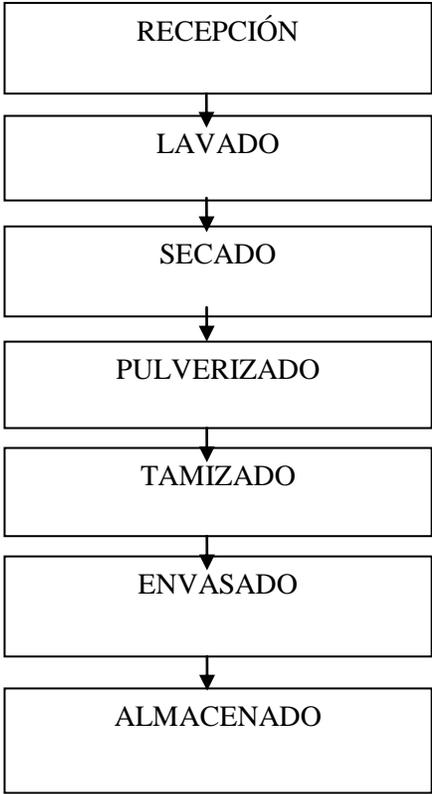 RECEPCIÓN
LAVADO
SECADO
PULVERIZADO
TAMIZADO
ENVASADO
ALMACENADO